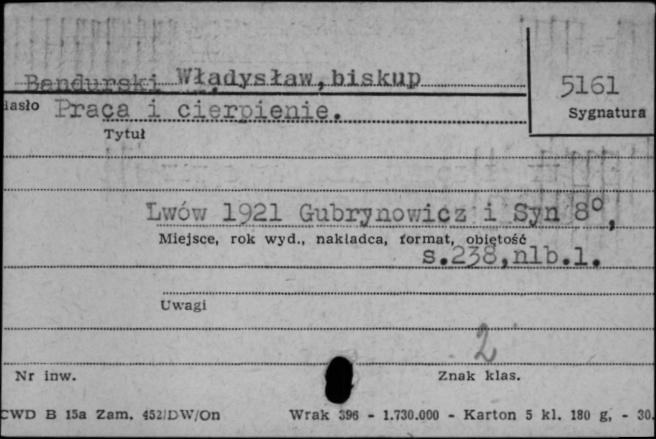 Bandurski Władysław, biskup
5161
iasło Praca i cierpienie.
Sygnatura
Tytuł
Lwów 1921 Gubrynowicz i Syn 8°,
Miejsce, rok wyd., nakładca, format, objętość
s.238,nlb.1.
Uwagi
2
Nr inw.
Znak klas.
CWD B 15a Zam. 452/DW/On Wrak 396 - 1.730.000 - Karton 5 kl. 180 g, - 30.